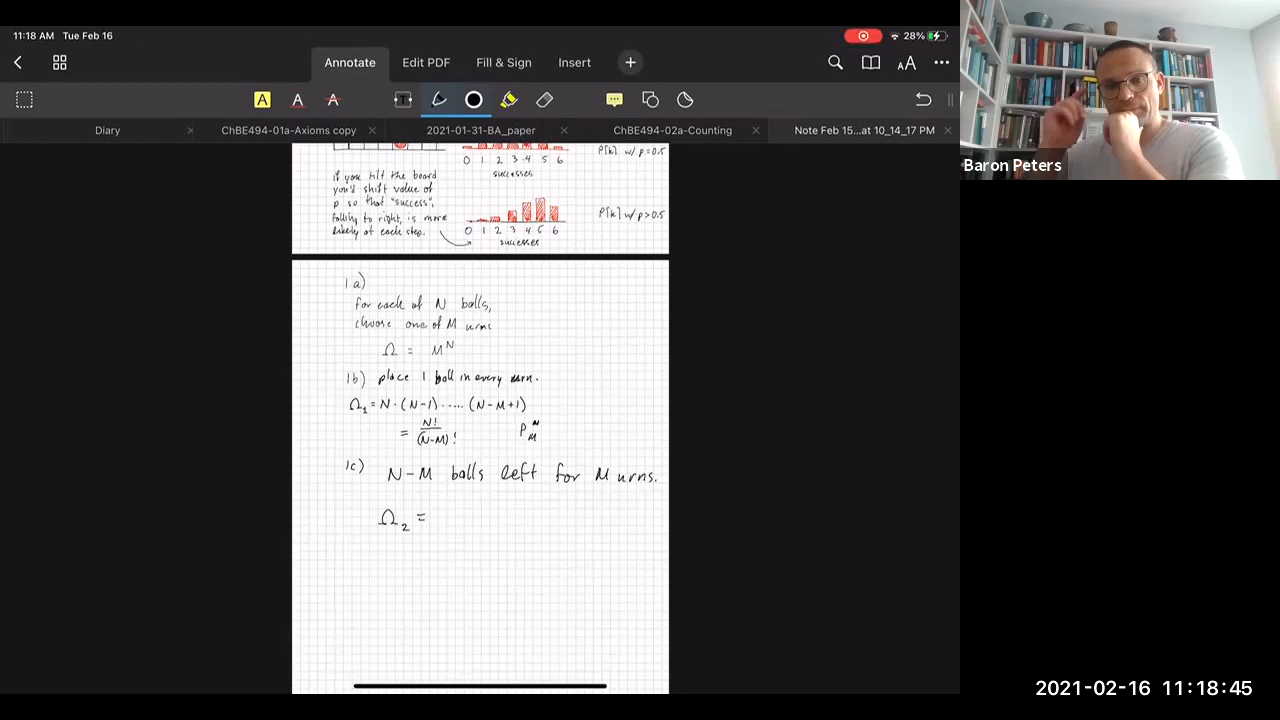 11:18 AM Tue Feb 16
28%
Annotate Edit PDF Fill & Sign Insert
Diary
ChBE494-01a-Axioms copy
2021-01-31-BA_paper
ChBE494-02a-Counting
Note Feb 15...at 10_14_17 PM
Baron Peters
0 1 2 3 4 5 6
successes
P[k] w/ p=0.5
if you tilt the board
you'd shift value of
p so that "success",
falling to right, is more
likely at each step.
0 1 2 3 4 5 6
successes
P[k] w/ p>0.5
1a)
for each of N balls,
choose one of M urns
Ω = M^N
1b) place 1 ball in every urn.
Ω₁ = N·(N-1)·....·(N-M+1)
= N!/(N-M)!
P_M^N
1c) N-M balls left for M urns.
Ω₂ =
2021-02-16 11:18:45